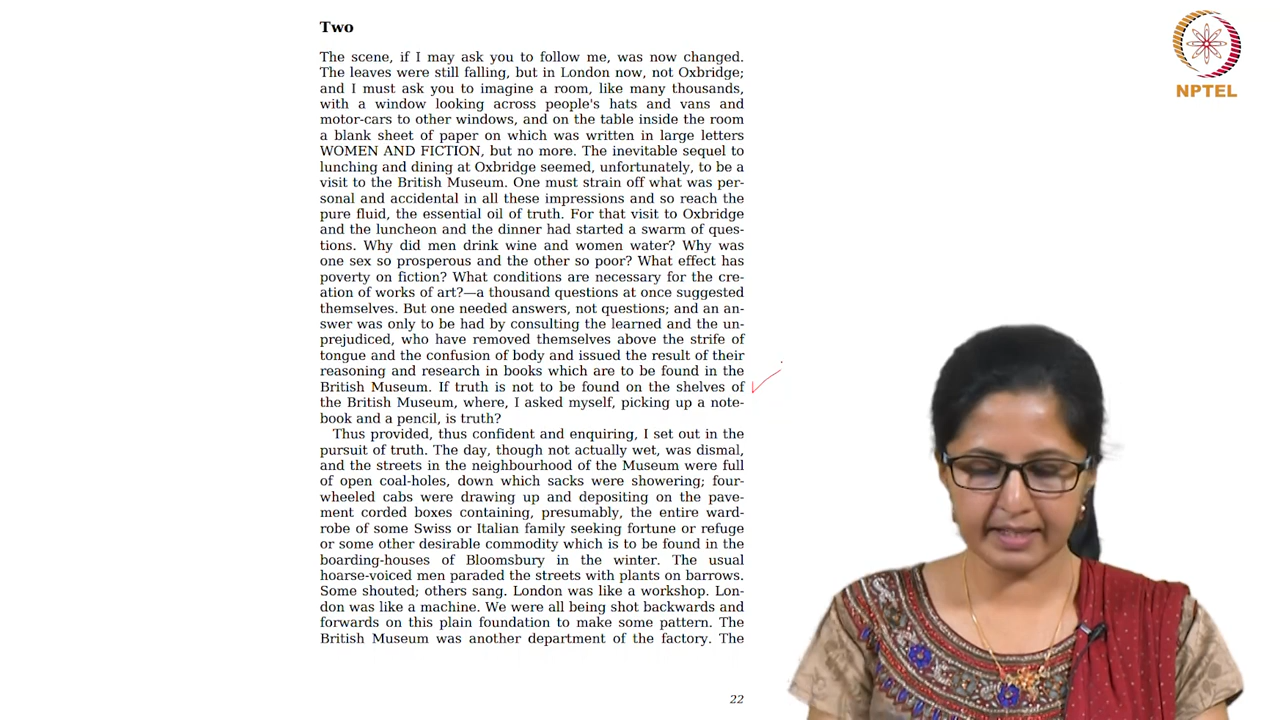 Two
The scene, if I may ask you to follow me, was now changed.
The leaves were still falling, but in London now, not Oxbridge;
and I must ask you to imagine a room, like many thousands,
with a window looking across people's hats and vans and
motor-cars to other windows, and on the table inside the room
a blank sheet of paper on which was written in large letters
WOMEN AND FICTION, but no more. The inevitable sequel to
lunching and dining at Oxbridge seemed, unfortunately, to be a
visit to the British Museum. One must strain off what was per-
sonal and accidental in all these impressions and so reach the
pure fluid, the essential oil of truth. For that visit to Oxbridge
and the luncheon and the dinner had started a swarm of ques-
tions. Why did men drink wine and women water? Why was
one sex so prosperous and the other so poor? What effect has
poverty on fiction? What conditions are necessary for the cre-
ation of works of art?—a thousand questions at once suggested
themselves. But one needed answers, not questions; and an an-
swer was only to be had by consulting the learned and the un-
prejudiced, who have removed themselves above the strife of
tongue and the confusion of body and issued the result of their
reasoning and research in books which are to be found in the
British Museum. If truth is not to be found on the shelves of
the British Museum, where, I asked myself, picking up a note-
book and a pencil, is truth?
Thus provided, thus confident and enquiring, I set out in the
pursuit of truth. The day, though not actually wet, was dismal,
and the streets in the neighbourhood of the Museum were full
of open coal-holes, down which sacks were showering; four-
wheeled cabs were drawing up and depositing on the pave-
ment corded boxes containing, presumably, the entire ward-
robe of some Swiss or Italian family seeking fortune or refuge
or some other desirable commodity which is to be found in the
boarding-houses of Bloomsbury in the winter. The usual
hoarse-voiced men paraded the streets with plants on barrows.
Some shouted; others sang. London was like a workshop. Lon-
don was like a machine. We were all being shot backwards and
forwards on this plain foundation to make some pattern. The
British Museum was another department of the factory. The
22
NPTEL